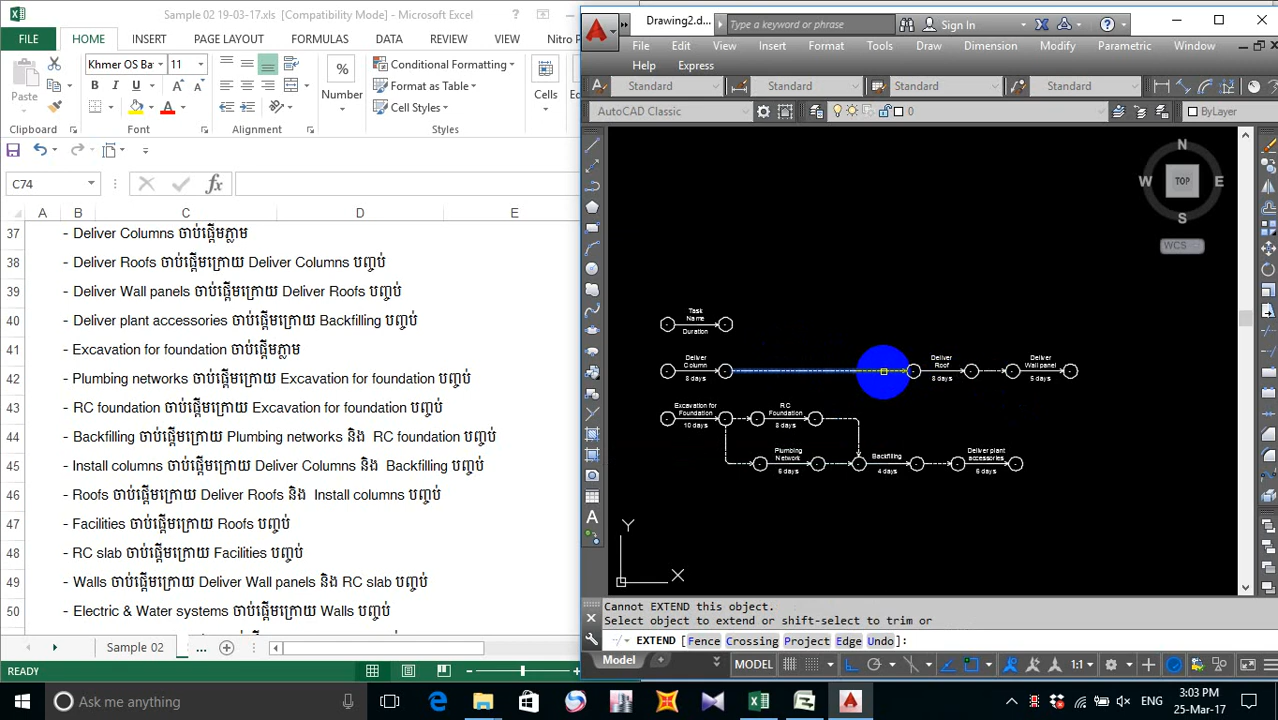 Sample 02 19-03-17.xls [Compatibility Mode] - Microsoft Excel
FILE HOME INSERT PAGE LAYOUT FORMULAS DATA REVIEW VIEW Nitro
Khmer OS Ba 11
Paste
B I U A
Font
Alignment
%
Number
Conditional Formatting
Format as Table
Cell Styles
Styles
Cells
C74
fx
A B C D E
37 - Deliver Columns ចាប់ផ្តើមភ្លាម
38 - Deliver Roofs ចាប់ផ្តើមក្រោយ Deliver Columns បញ្ចប់
39 - Deliver Wall panels ចាប់ផ្តើមក្រោយ Deliver Roofs បញ្ចប់
40 - Deliver plant accessories ចាប់ផ្តើមក្រោយ Backfilling បញ្ចប់
41 - Excavation for foundation ចាប់ផ្តើមភ្លាម
42 - Plumbing networks ចាប់ផ្តើមក្រោយ Excavation for foundation បញ្ចប់
43 - RC foundation ចាប់ផ្តើមក្រោយ Excavation for foundation បញ្ចប់
44 - Backfilling ចាប់ផ្តើមក្រោយ Plumbing networks និង RC foundation បញ្ចប់
45 - Install columns ចាប់ផ្តើមក្រោយ Deliver Columns និង Backfilling បញ្ចប់
46 - Roofs ចាប់ផ្តើមក្រោយ Deliver Roofs និង Install columns បញ្ចប់
47 - Facilities ចាប់ផ្តើមក្រោយ Roofs បញ្ចប់
48 - RC slab ចាប់ផ្តើមក្រោយ Facilities បញ្ចប់
49 - Walls ចាប់ផ្តើមក្រោយ Deliver Wall panels និង RC slab បញ្ចប់
50 - Electric & Water systems ចាប់ផ្តើមក្រោយ Walls បញ្ចប់
Sample 02 ...
READY
Drawing2.d...
Type a keyword or phrase
Sign In
File Edit View Insert Format Tools Draw Dimension Modify Parametric Window
Help Express
Standard Standard Standard Standard
AutoCAD Classic
0
ByLayer
N
W TOP E
S
WCS
Task
Name
Duration
Deliver
Column
8 days
Deliver
Roof
8 days
Deliver
Wall panel
5 days
Excavation for
Foundation
10 days
RC
Foundation
8 days
Plumbing
Network
6 days
Backfilling
4 days
Deliver plant
accessories
6 days
Y
X
Cannot EXTEND this object.
Select object to extend or shift-select to trim or
EXTEND [Fence Crossing Project Edge Undo]:
Model
MODEL
1:1
Ask me anything
ENG
3:03 PM
25-Mar-17